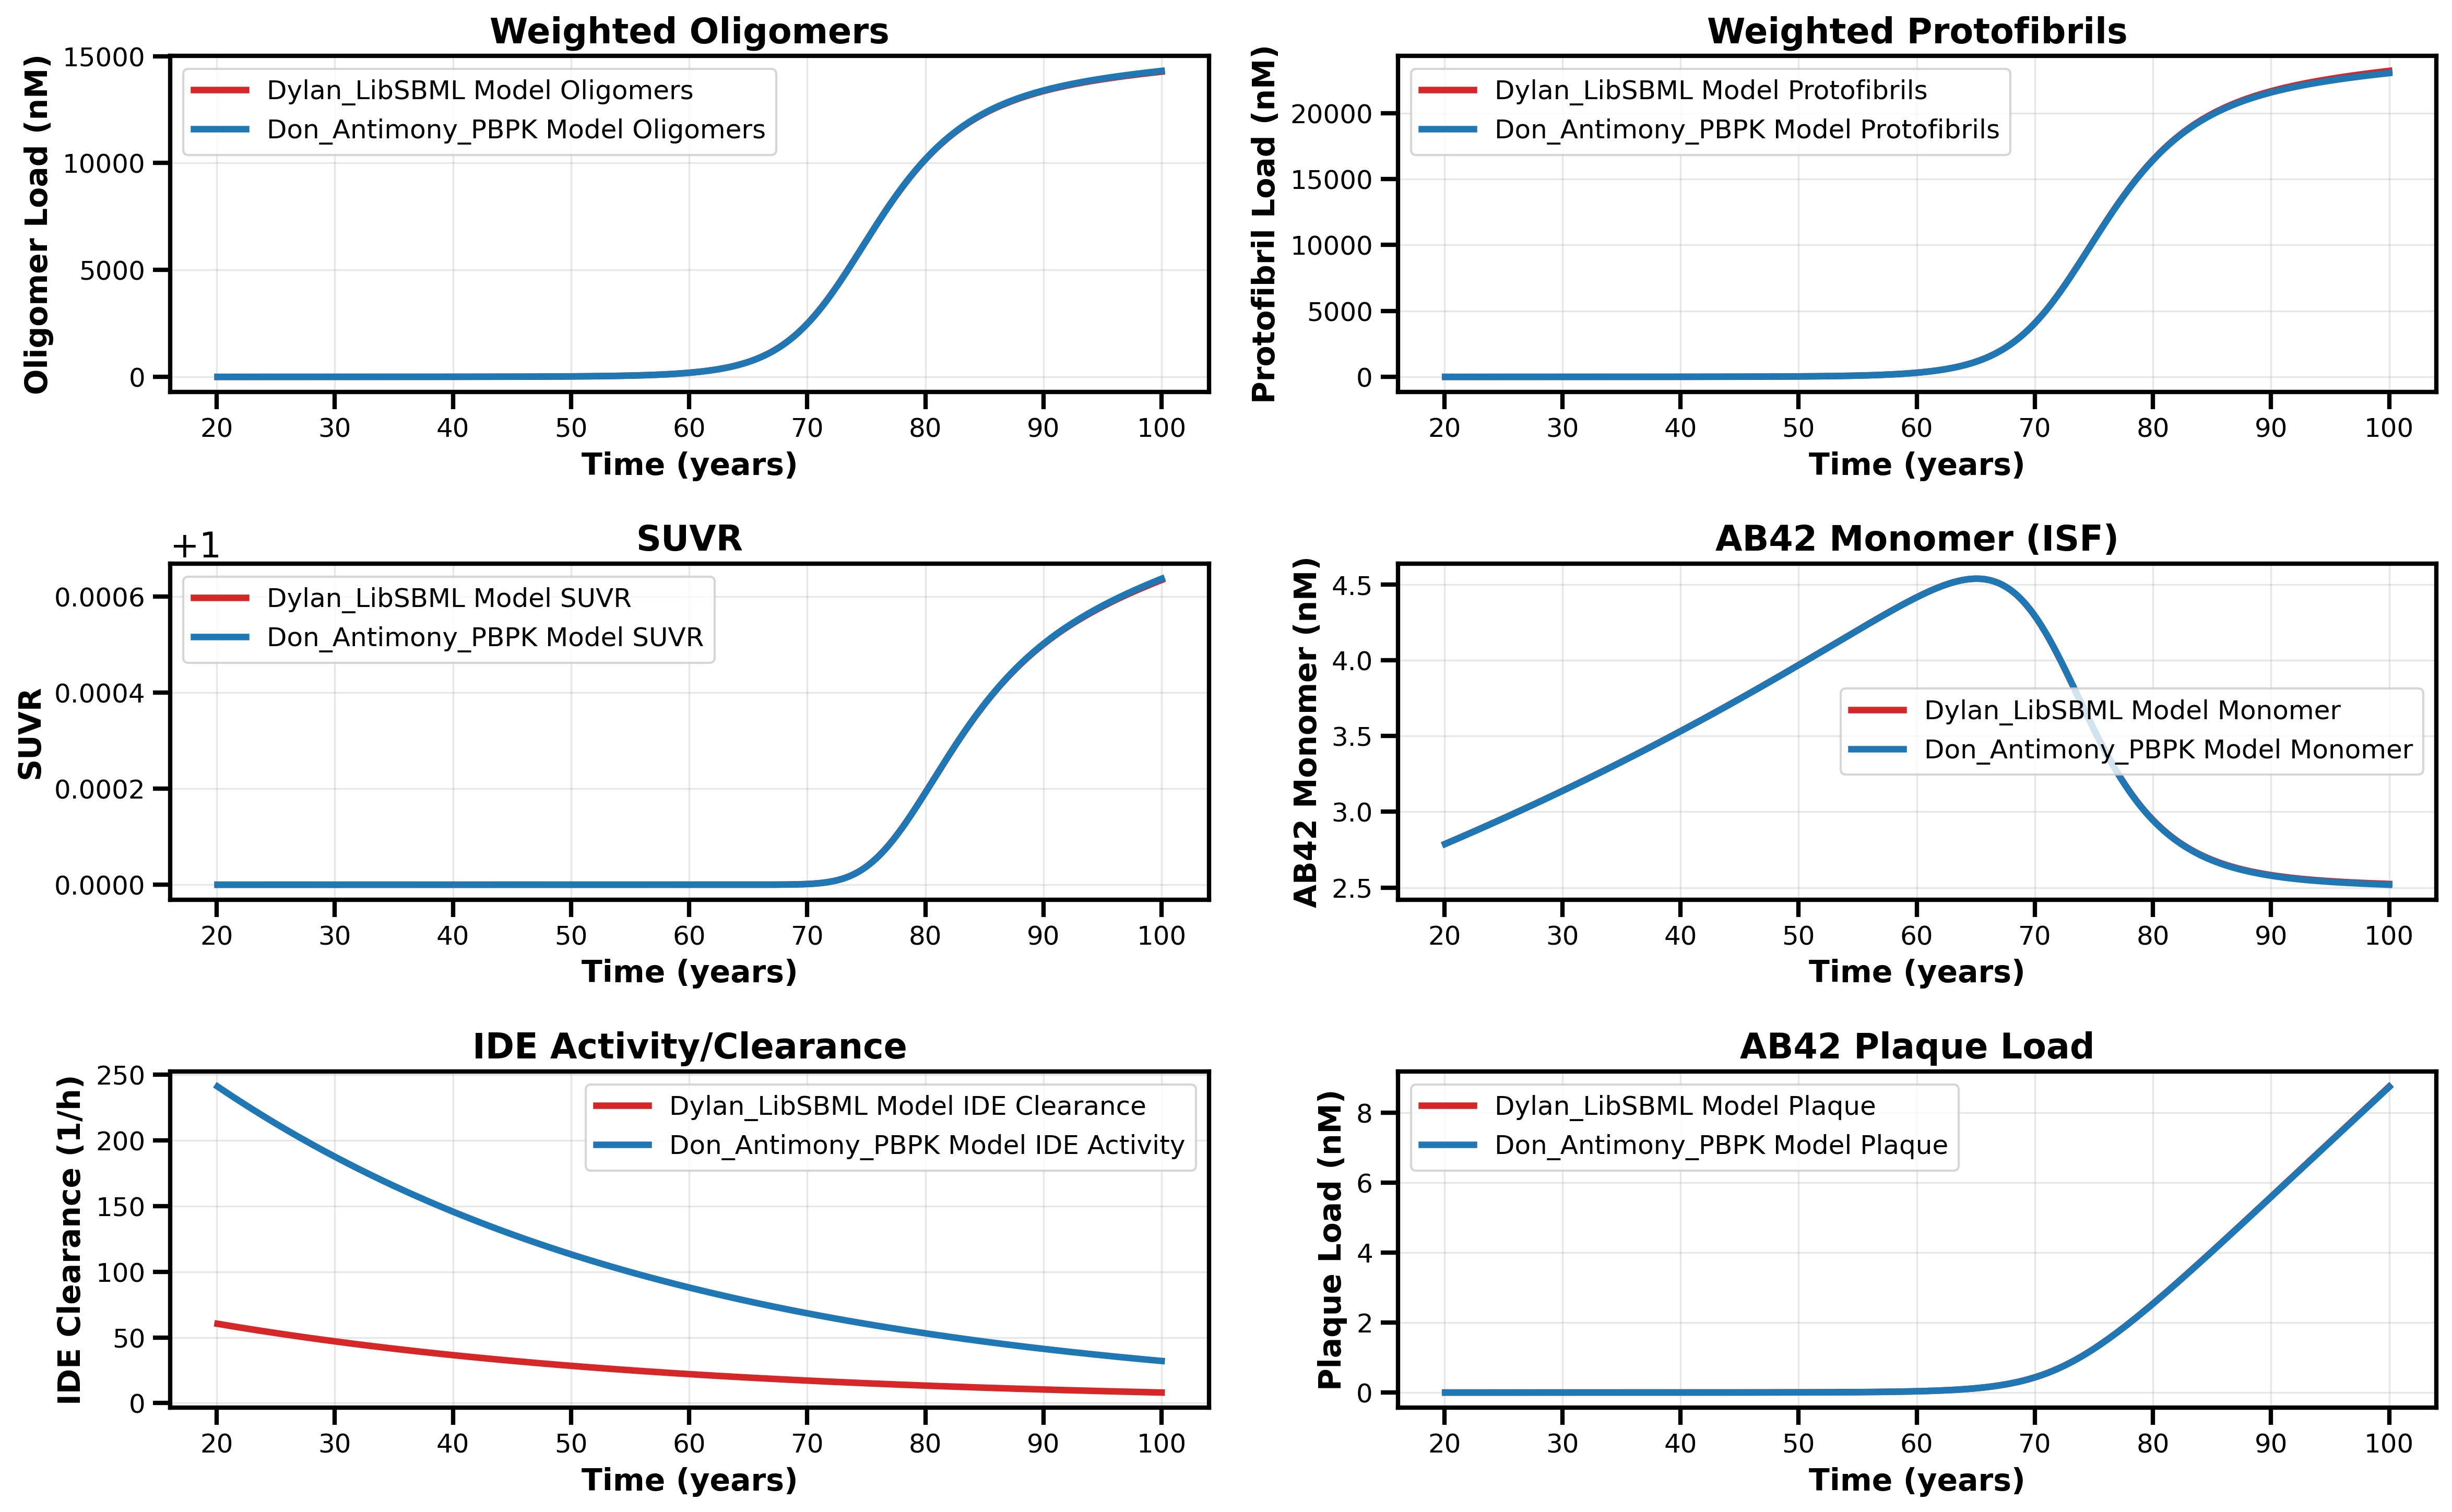 Weighted Oligomers
Oligomer Load (nM)
15000
10000
5000
0
Dylan_LibSBML Model Oligomers
Don_Antimony_PBPK Model Oligomers
20 30 40 50 60 70 80 90 100
Time (years)
Weighted Protofibrils
Protofibril Load (nM)
20000
15000
10000
5000
0
Dylan_LibSBML Model Protofibrils
Don_Antimony_PBPK Model Protofibrils
20 30 40 50 60 70 80 90 100
Time (years)
SUVR
+1
SUVR
0.0006
0.0004
0.0002
0.0000
Dylan_LibSBML Model SUVR
Don_Antimony_PBPK Model SUVR
20 30 40 50 60 70 80 90 100
Time (years)
AB42 Monomer (ISF)
AB42 Monomer (nM)
4.5
4.0
3.5
3.0
2.5
Dylan_LibSBML Model Monomer
Don_Antimony_PBPK Model Monomer
20 30 40 50 60 70 80 90 100
Time (years)
IDE Activity/Clearance
IDE Clearance (1/h)
250
200
150
100
50
0
Dylan_LibSBML Model IDE Clearance
Don_Antimony_PBPK Model IDE Activity
20 30 40 50 60 70 80 90 100
Time (years)
AB42 Plaque Load
Plaque Load (nM)
8
6
4
2
0
Dylan_LibSBML Model Plaque
Don_Antimony_PBPK Model Plaque
20 30 40 50 60 70 80 90 100
Time (years)